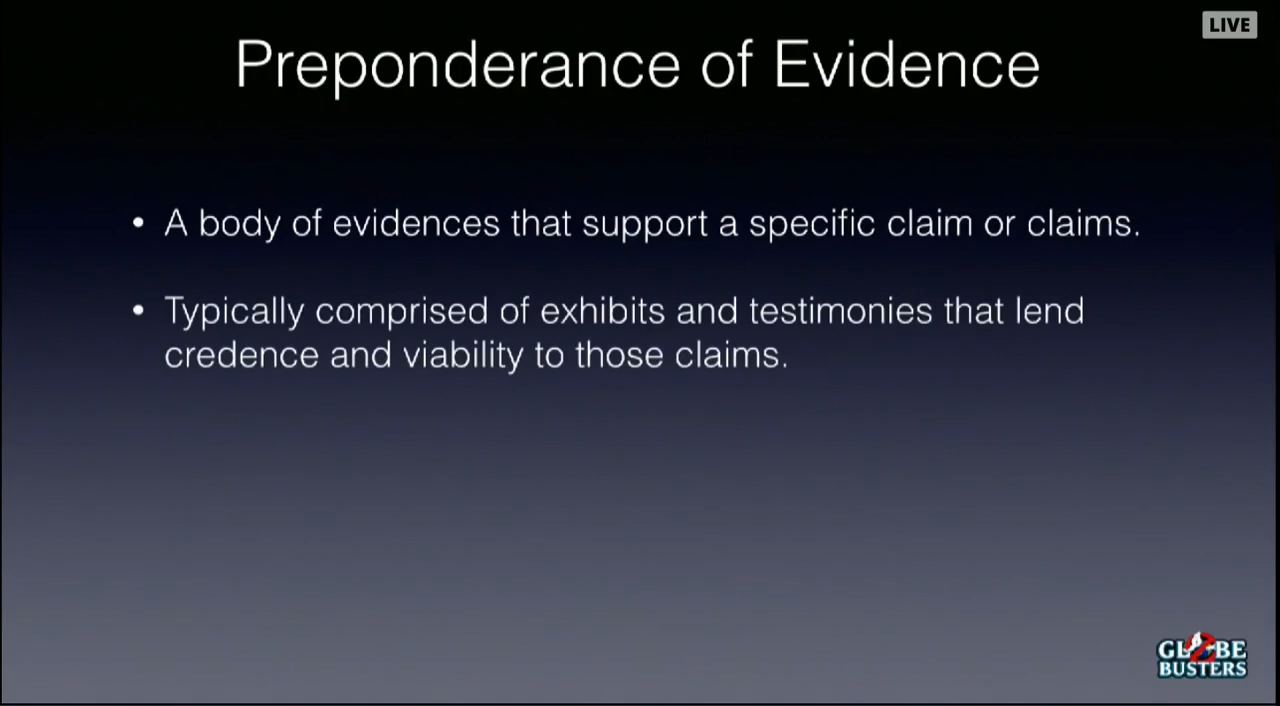 LIVE
Preponderance of Evidence
• A body of evidences that support a specific claim or claims.
• Typically comprised of exhibits and testimonies that lend
credence and viability to those claims.
GLOBE
BUSTERS